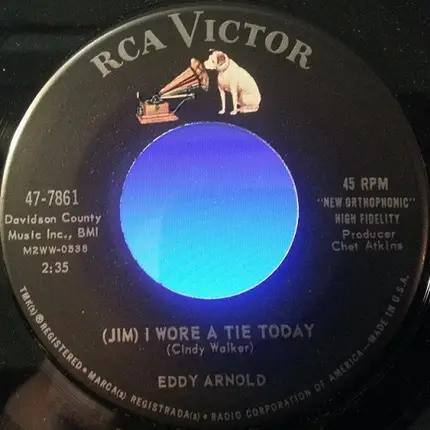 RCA VICTOR
47-7861
Davidson County
Music Inc., BMI
M2WW-0538
2:35
45 RPM
"NEW ORTHOPHONIC"
HIGH FIDELITY
Producer
Chet Atkins
(JIM) I WORE A TIE TODAY
(Cindy Walker)
EDDY ARNOLD
TMK(s) ® REGISTERED • MARCA(s) REGISTRADA(s) • RADIO CORPORATION OF AMERICA — MADE IN U.S.A.